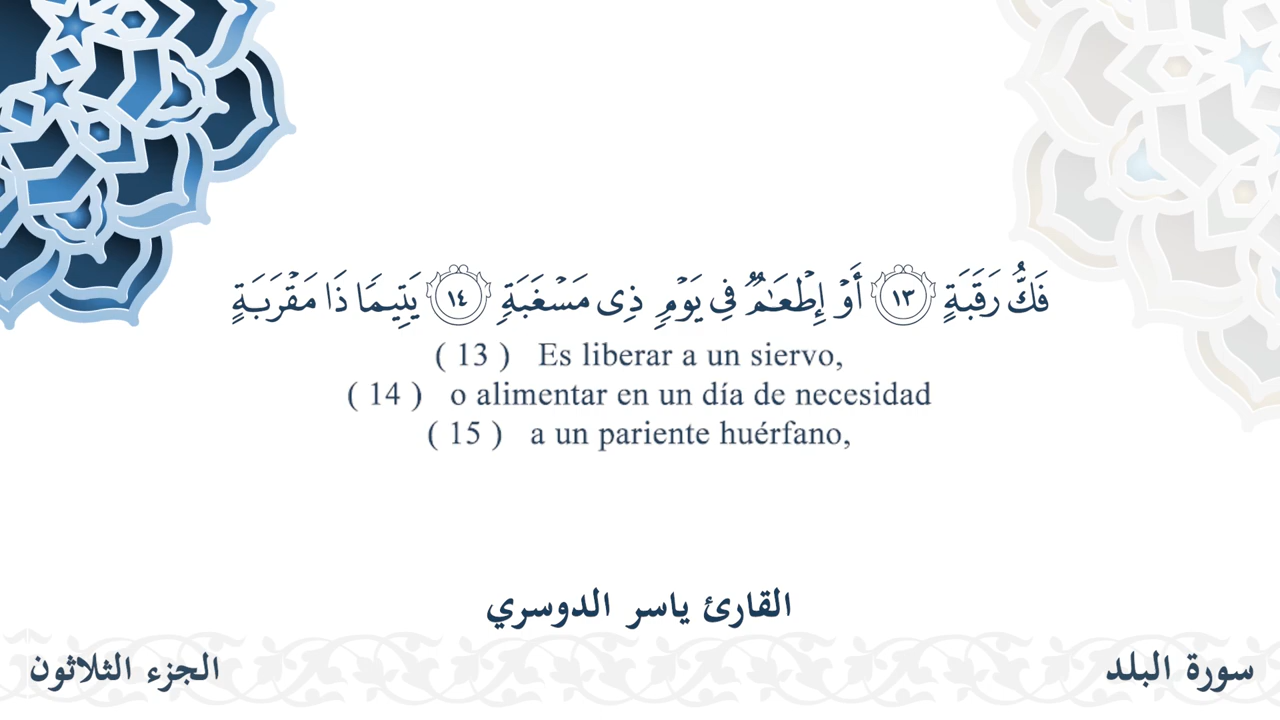 فَكُّ رَقَبَةٍ ١٣ أَوۡ إِطۡعَٰمٞ فِي يَوۡمٖ ذِي مَسۡغَبَةٖ ١٤ يَتِيمٗا ذَا مَقۡرَبَةٍ
( 13 ) Es liberar a un siervo,
( 14 ) o alimentar en un día de necesidad
( 15 ) a un pariente huérfano,
القارئ ياسر الدوسري
سورة البلد
الجزء الثلاثون